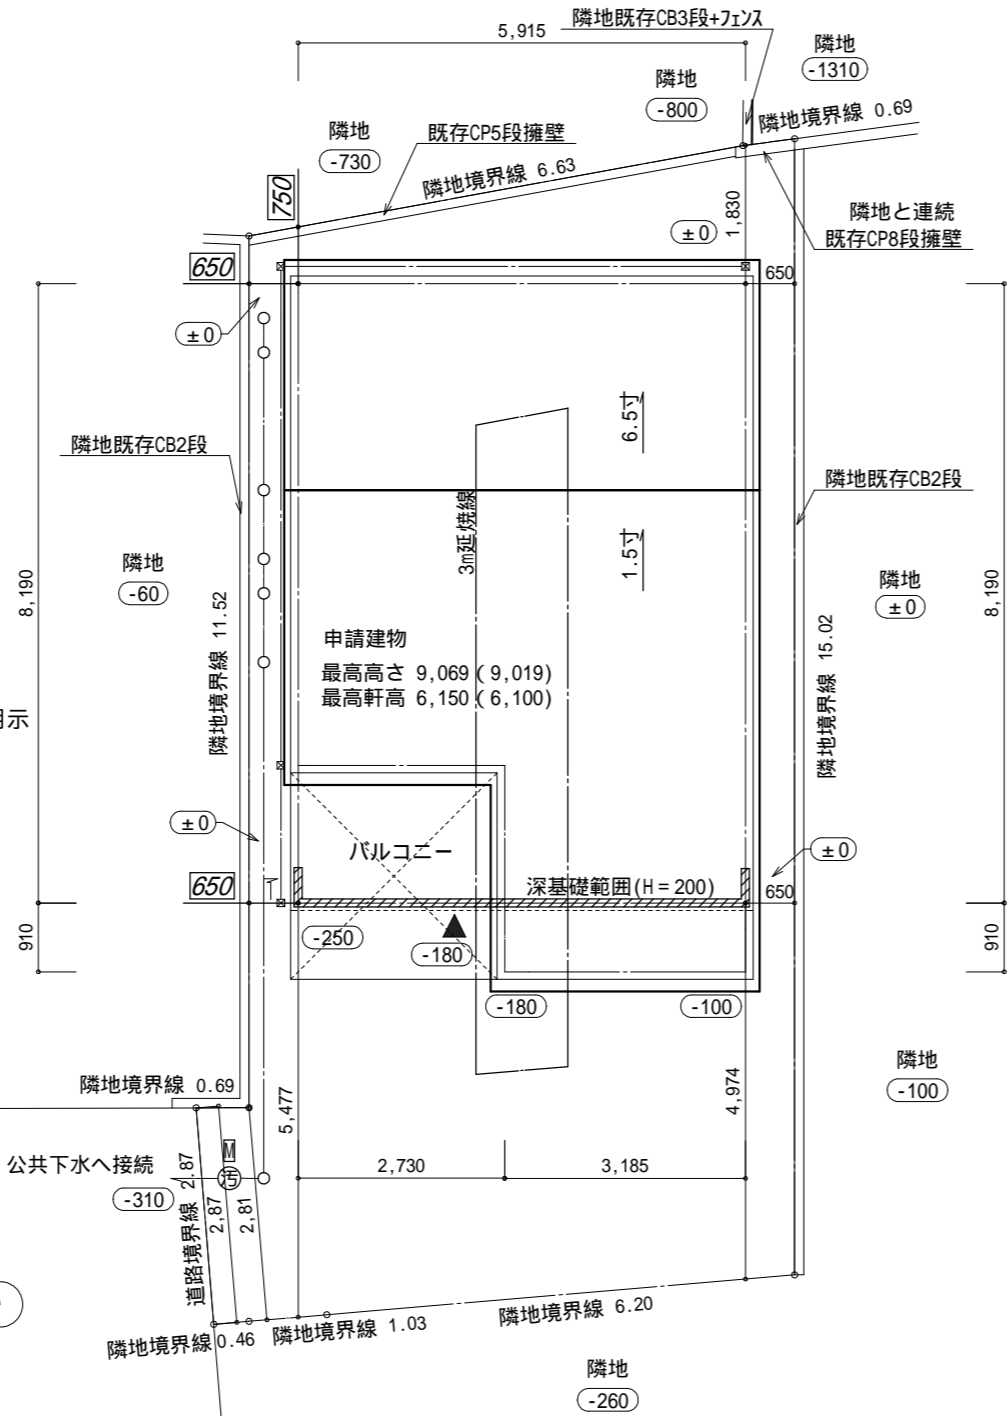 隣地既存CB3段+フェンス
5,915
隣地
-1310
隣地
-800
隣地境界線 0.69
隣地
-730
既存CP5段擁壁
隣地境界線 6.63
750
1,830
±0
隣地と連続
既存CP8段擁壁
650
650
±0
6.5寸
隣地既存CB2段
隣地既存CB2段
3m延焼線
1.5寸
隣地
-60
隣地
±0
8,190
8,190
隣地境界線 11.52
隣地境界線 15.02
申請建物
最高高さ 9,069(9,019)
最高軒高 6,150(6,100)
示
±0
±0
バルコニー
650
深基礎範囲(H=200)
650
-250
-180
910
910
-180
-100
隣地
-100
隣地境界線 0.69
5,477
4,974
M
公共下水へ接続
汚
-310
2,730
3,185
道路境界線 2.87
2,87
2,81
隣地境界線 0.46
隣地境界線 1.03
隣地境界線 6.20
隣地
-260